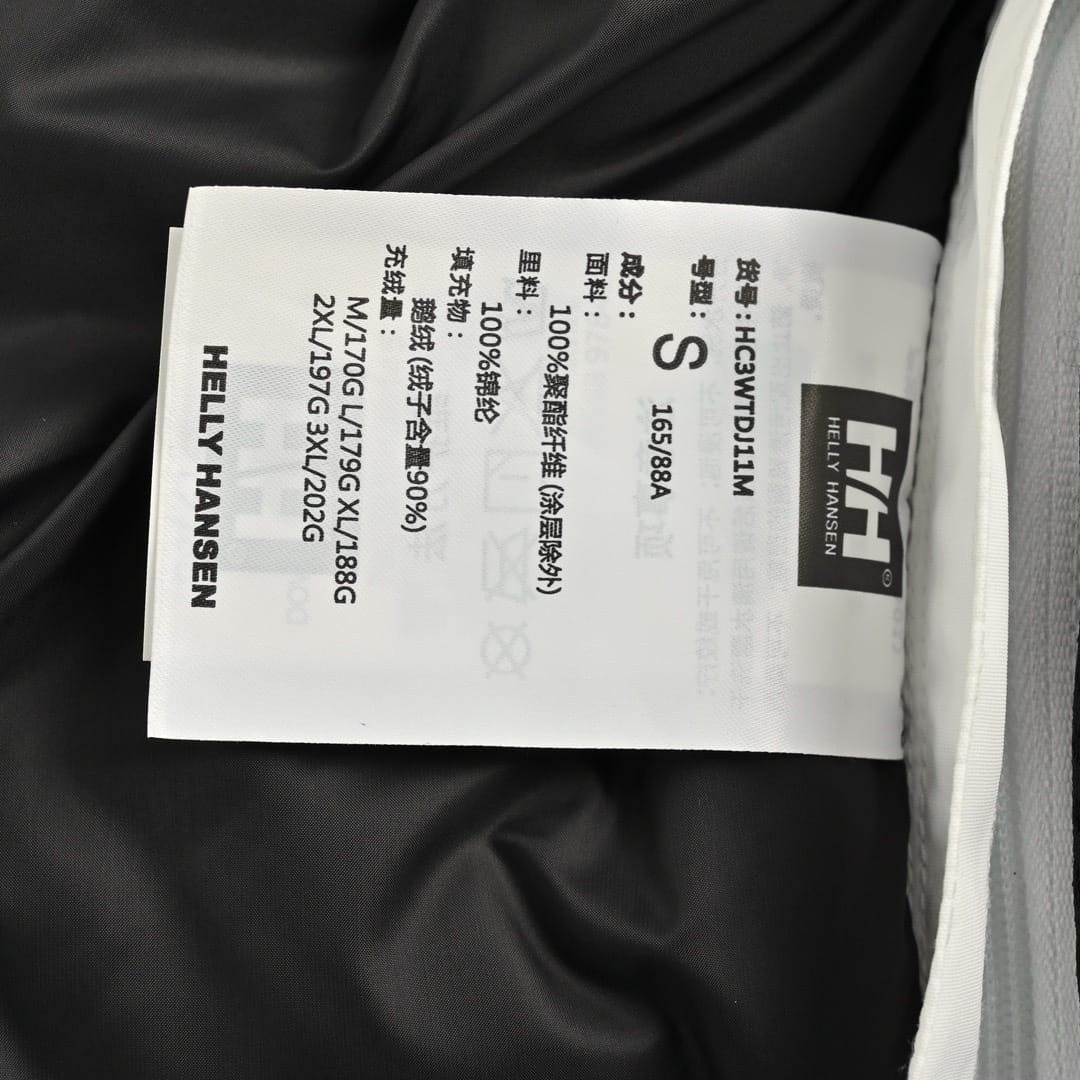 H/H®
HELLY HANSEN
货号：HC3WTDJ11M
号型：S 165/88A
成分：
面料：
100%聚酯纤维 (涂层除外)
里料：
100%锦纶
填充物：
鹅绒 (绒子含量90%)
充绒量：
M/170G L/179G XL/188G
2XL/197G 3XL/202G
HELLY HANSEN